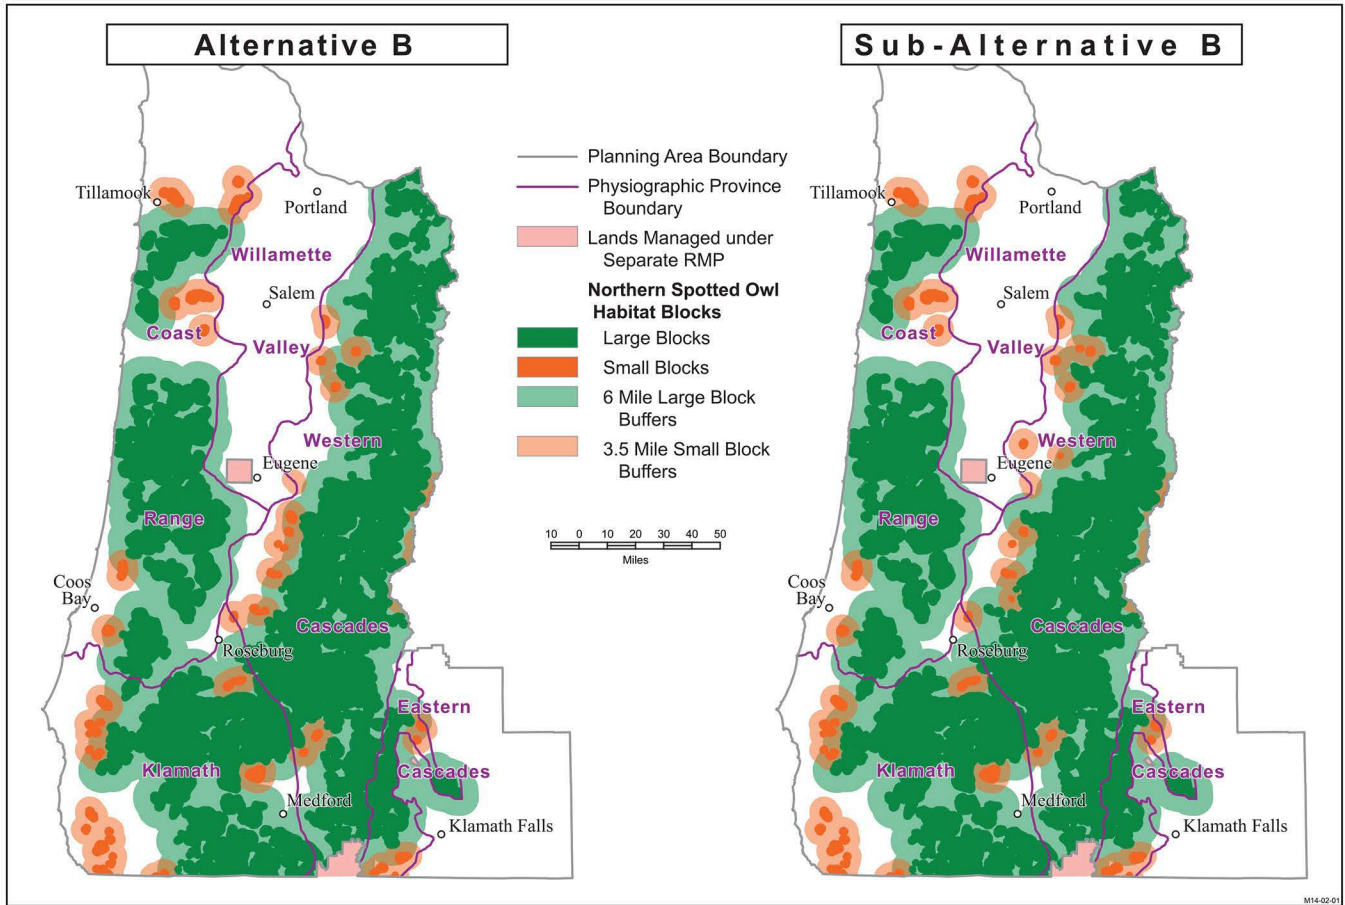 Alternative B
Sub-Alternative B
Planning Area Boundary
Physiographic Province
Boundary
Lands Managed under
Separate RMP
Northern Spotted Owl
Habitat Blocks
Large Blocks
Small Blocks
6 Mile Large Block
Buffers
3.5 Mile Small Block
Buffers
10 0 10 20 30 40 50
Miles
Tillamook
Portland
Willamette
Salem
Coast
Valley
Western
Eugene
Range
Coos
Bay
Cascades
Roseburg
Eastern
Klamath
Cascades
Medford
Klamath Falls
Tillamook
Portland
Willamette
Salem
Coast
Valley
Western
Eugene
Range
Coos
Bay
Cascades
Roseburg
Eastern
Klamath
Cascades
Medford
Klamath Falls
M14-02-01